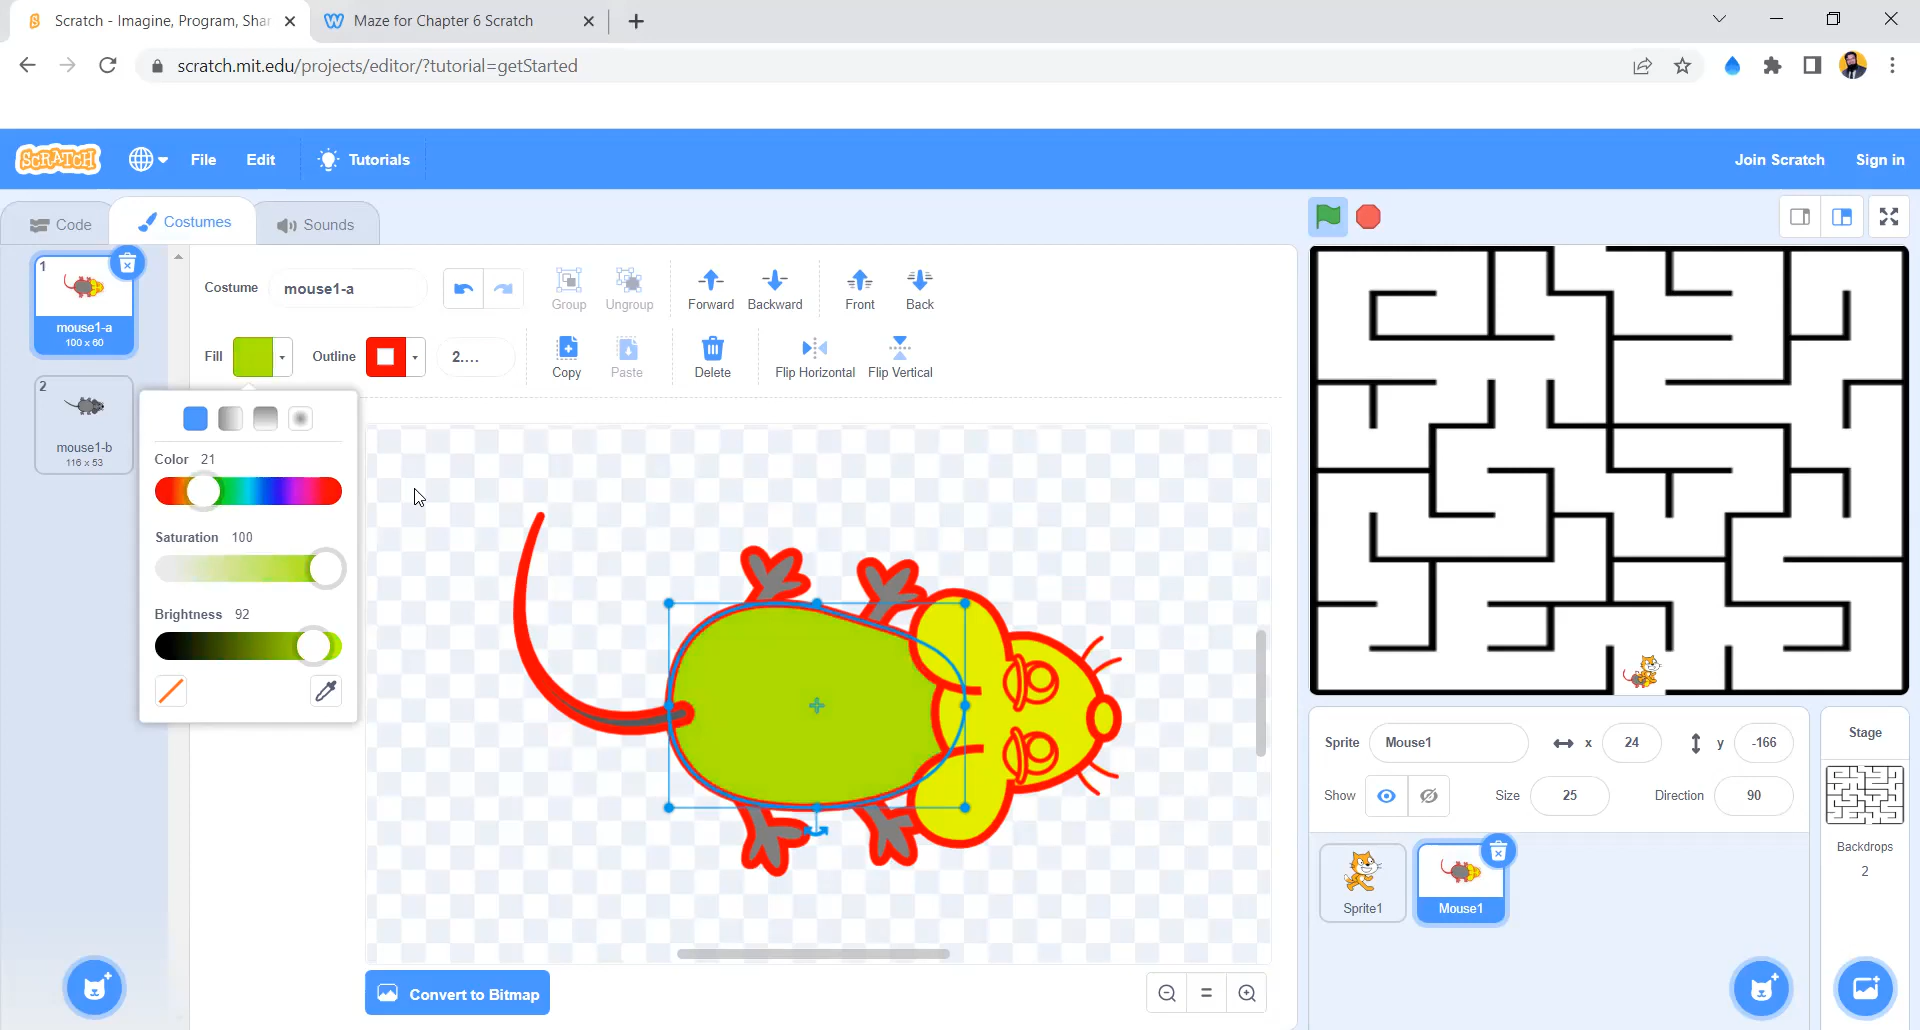 Scratch - Imagine, Program, Shar
Maze for Chapter 6 Scratch
scratch.mit.edu/projects/editor/?tutorial=getStarted
SCRATCH
File
Edit
Tutorials
Join Scratch
Sign in
Code
Costumes
Sounds
1
mouse1-a
100 x 60
2
mouse1-b
116 x 53
Costume
mouse1-a
Group
Ungroup
Forward
Backward
Front
Back
Fill
Outline
2....
Copy
Paste
Delete
Flip Horizontal
Flip Vertical
Color 21
Saturation 100
Brightness 92
Convert to Bitmap
Sprite
Mouse1
x
24
y
-166
Show
Size
25
Direction
90
Sprite1
Mouse1
Stage
Backdrops
2